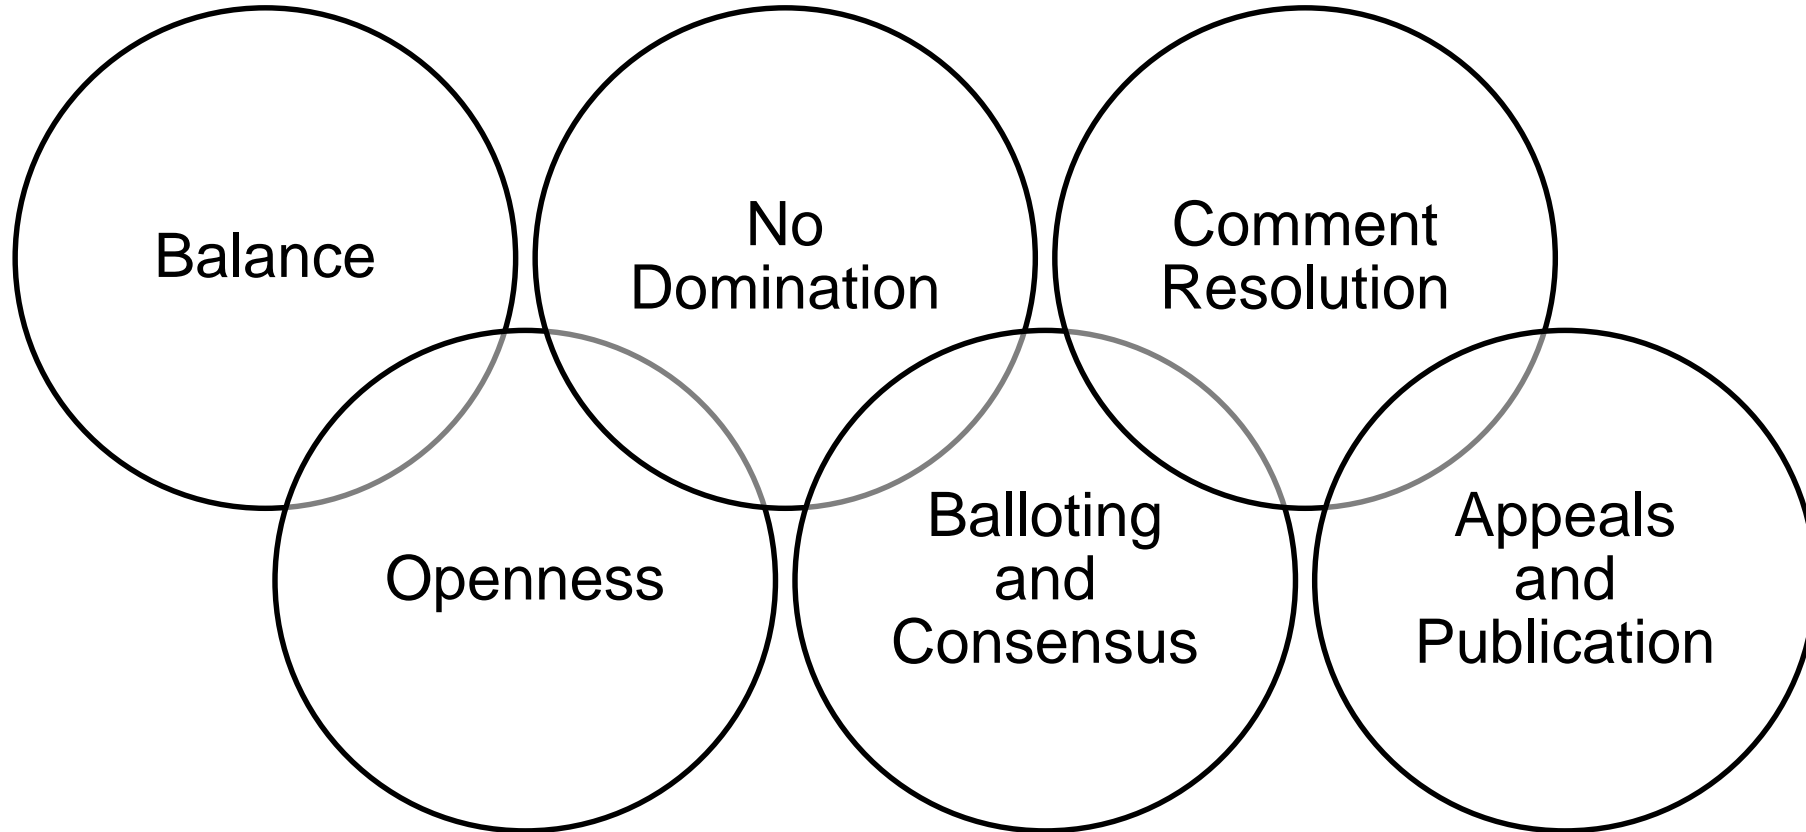 Balance
No
Domination
Comment
Resolution
Openness
Balloting
and
Consensus
Appeals
and
Publication